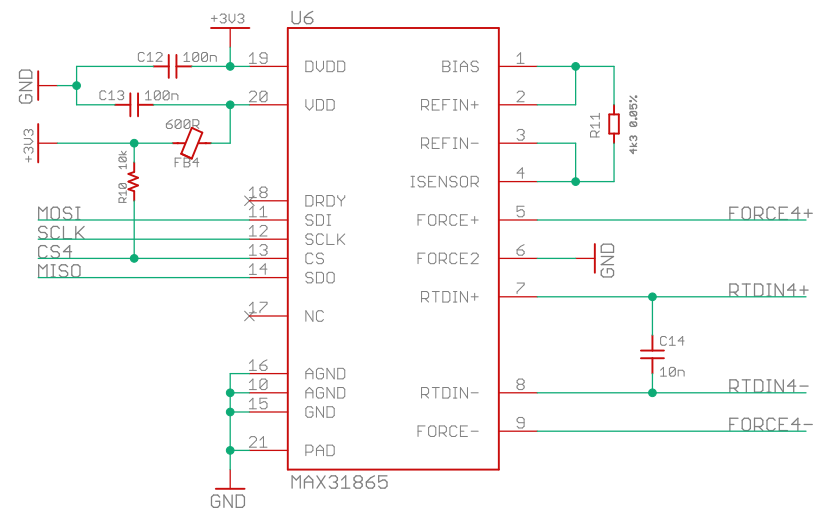 +3V3
U6
C12 100n
19
DVDD
BIAS
1
GND
C13 100n
20
VDD
REFIN+
2
R11
4k3 0.05%
600R
FB4
+3V3
REFIN-
3
R10
10k
ISENSOR
4
18
DRDY
MOSI
11
SDI
FORCE+
5
FORCE4+
SCLK
12
SCLK
CS4
13
CS
FORCE2
6
GND
MISO
14
SDO
RTDIN+
7
RTDIN4+
17
NC
C14
10n
16
AGND
10
AGND
RTDIN-
8
RTDIN4-
15
GND
FORCE-
9
FORCE4-
21
PAD
GND
MAX31865